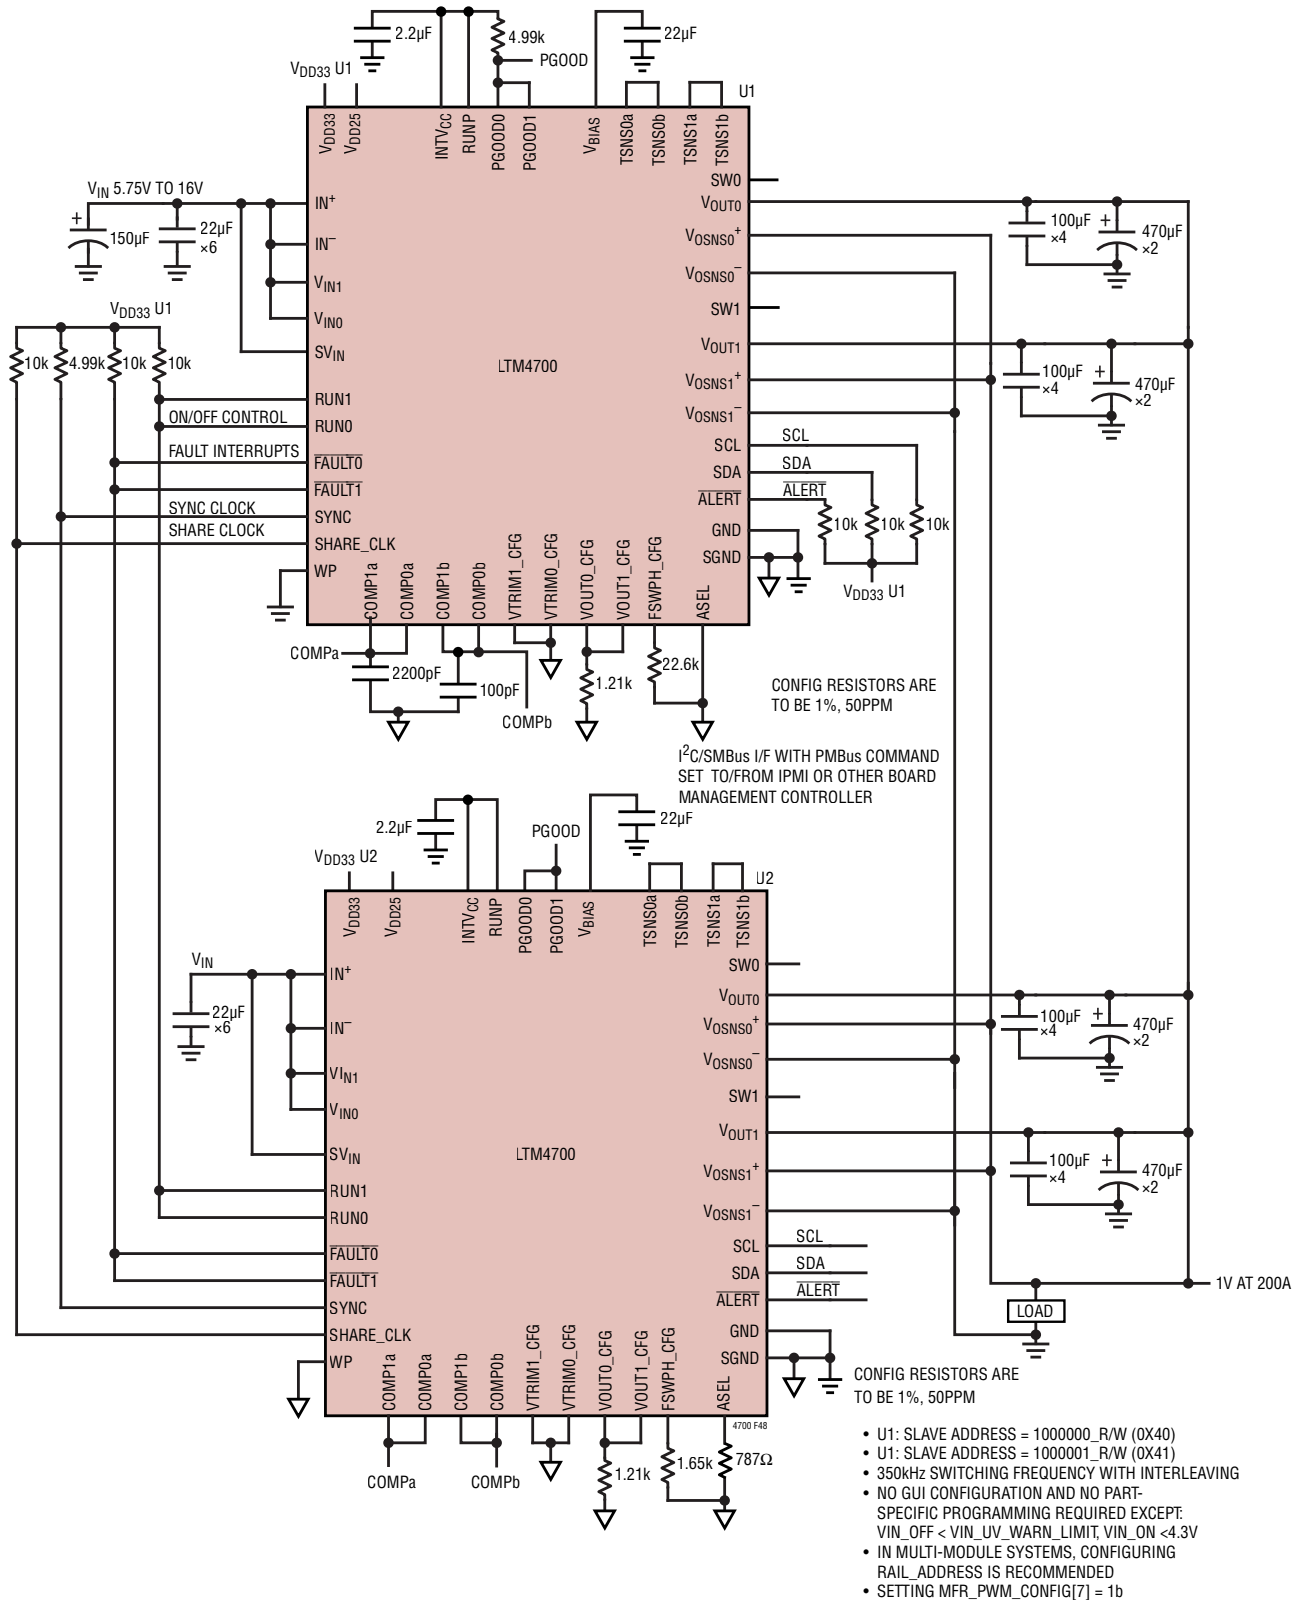 2.2µF
4.99k
PGOOD
22µF
VDD33 U1
U1
VDD33
VDD25
INTVCC
RUNP
PGOOD0
PGOOD1
VBIAS
TSNS0a
TSNS0b
TSNS1a
TSNS1b
VIN 5.75V TO 16V
+
150µF
22µF
×6
IN+
IN–
VIN1
VIN0
SVIN
RUN1
RUN0
FAULT0
FAULT1
SYNC
SHARE_CLK
WP
VDD33 U1
10k
4.99k
10k
10k
ON/OFF CONTROL
FAULT INTERRUPTS
SYNC CLOCK
SHARE CLOCK
LTM4700
SW0
VOUT0
VOSNS0+
VOSNS0–
SW1
VOUT1
VOSNS1+
VOSNS1–
SCL
SDA
ALERT
GND
SGND
100µF
×4
+
470µF
×2
100µF
×4
+
470µF
×2
SCL
SDA
ALERT
10k
10k
10k
VDD33 U1
COMP1a
COMP0a
COMP1b
COMP0b
VTRIM1_CFG
VTRIM0_CFG
VOUT0_CFG
VOUT1_CFG
FSWPH_CFG
ASEL
COMPa
2200pF
100pF
COMPb
1.21k
22.6k
CONFIG RESISTORS ARE
TO BE 1%, 50PPM
I2C/SMBus I/F WITH PMBus COMMAND
SET TO/FROM IPMI OR OTHER BOARD
MANAGEMENT CONTROLLER
2.2µF
PGOOD
22µF
VDD33 U2
U2
VDD33
VDD25
INTVCC
RUNP
PGOOD0
PGOOD1
VBIAS
TSNS0a
TSNS0b
TSNS1a
TSNS1b
VIN
22µF
×6
IN+
IN–
VIN1
VIN0
SVIN
RUN1
RUN0
FAULT0
FAULT1
SYNC
SHARE_CLK
WP
LTM4700
SW0
VOUT0
VOSNS0+
VOSNS0–
SW1
VOUT1
VOSNS1+
VOSNS1–
SCL
SDA
ALERT
GND
SGND
100µF
×4
+
470µF
×2
100µF
×4
+
470µF
×2
SCL
SDA
ALERT
1V AT 200A
LOAD
COMP1a
COMP0a
COMP1b
COMP0b
VTRIM1_CFG
VTRIM0_CFG
VOUT0_CFG
VOUT1_CFG
FSWPH_CFG
ASEL
4700 F48
COMPa
COMPb
1.21k
1.65k
787Ω
CONFIG RESISTORS ARE
TO BE 1%, 50PPM
• U1: SLAVE ADDRESS = 1000000_R/W (0X40)
• U1: SLAVE ADDRESS = 1000001_R/W (0X41)
• 350kHz SWITCHING FREQUENCY WITH INTERLEAVING
• NO GUI CONFIGURATION AND NO PART-
SPECIFIC PROGRAMMING REQUIRED EXCEPT:
VIN_OFF < VIN_UV_WARN_LIMIT, VIN_ON <4.3V
• IN MULTI-MODULE SYSTEMS, CONFIGURING
RAIL_ADDRESS IS RECOMMENDED
• SETTING MFR_PWM_CONFIG[7] = 1b